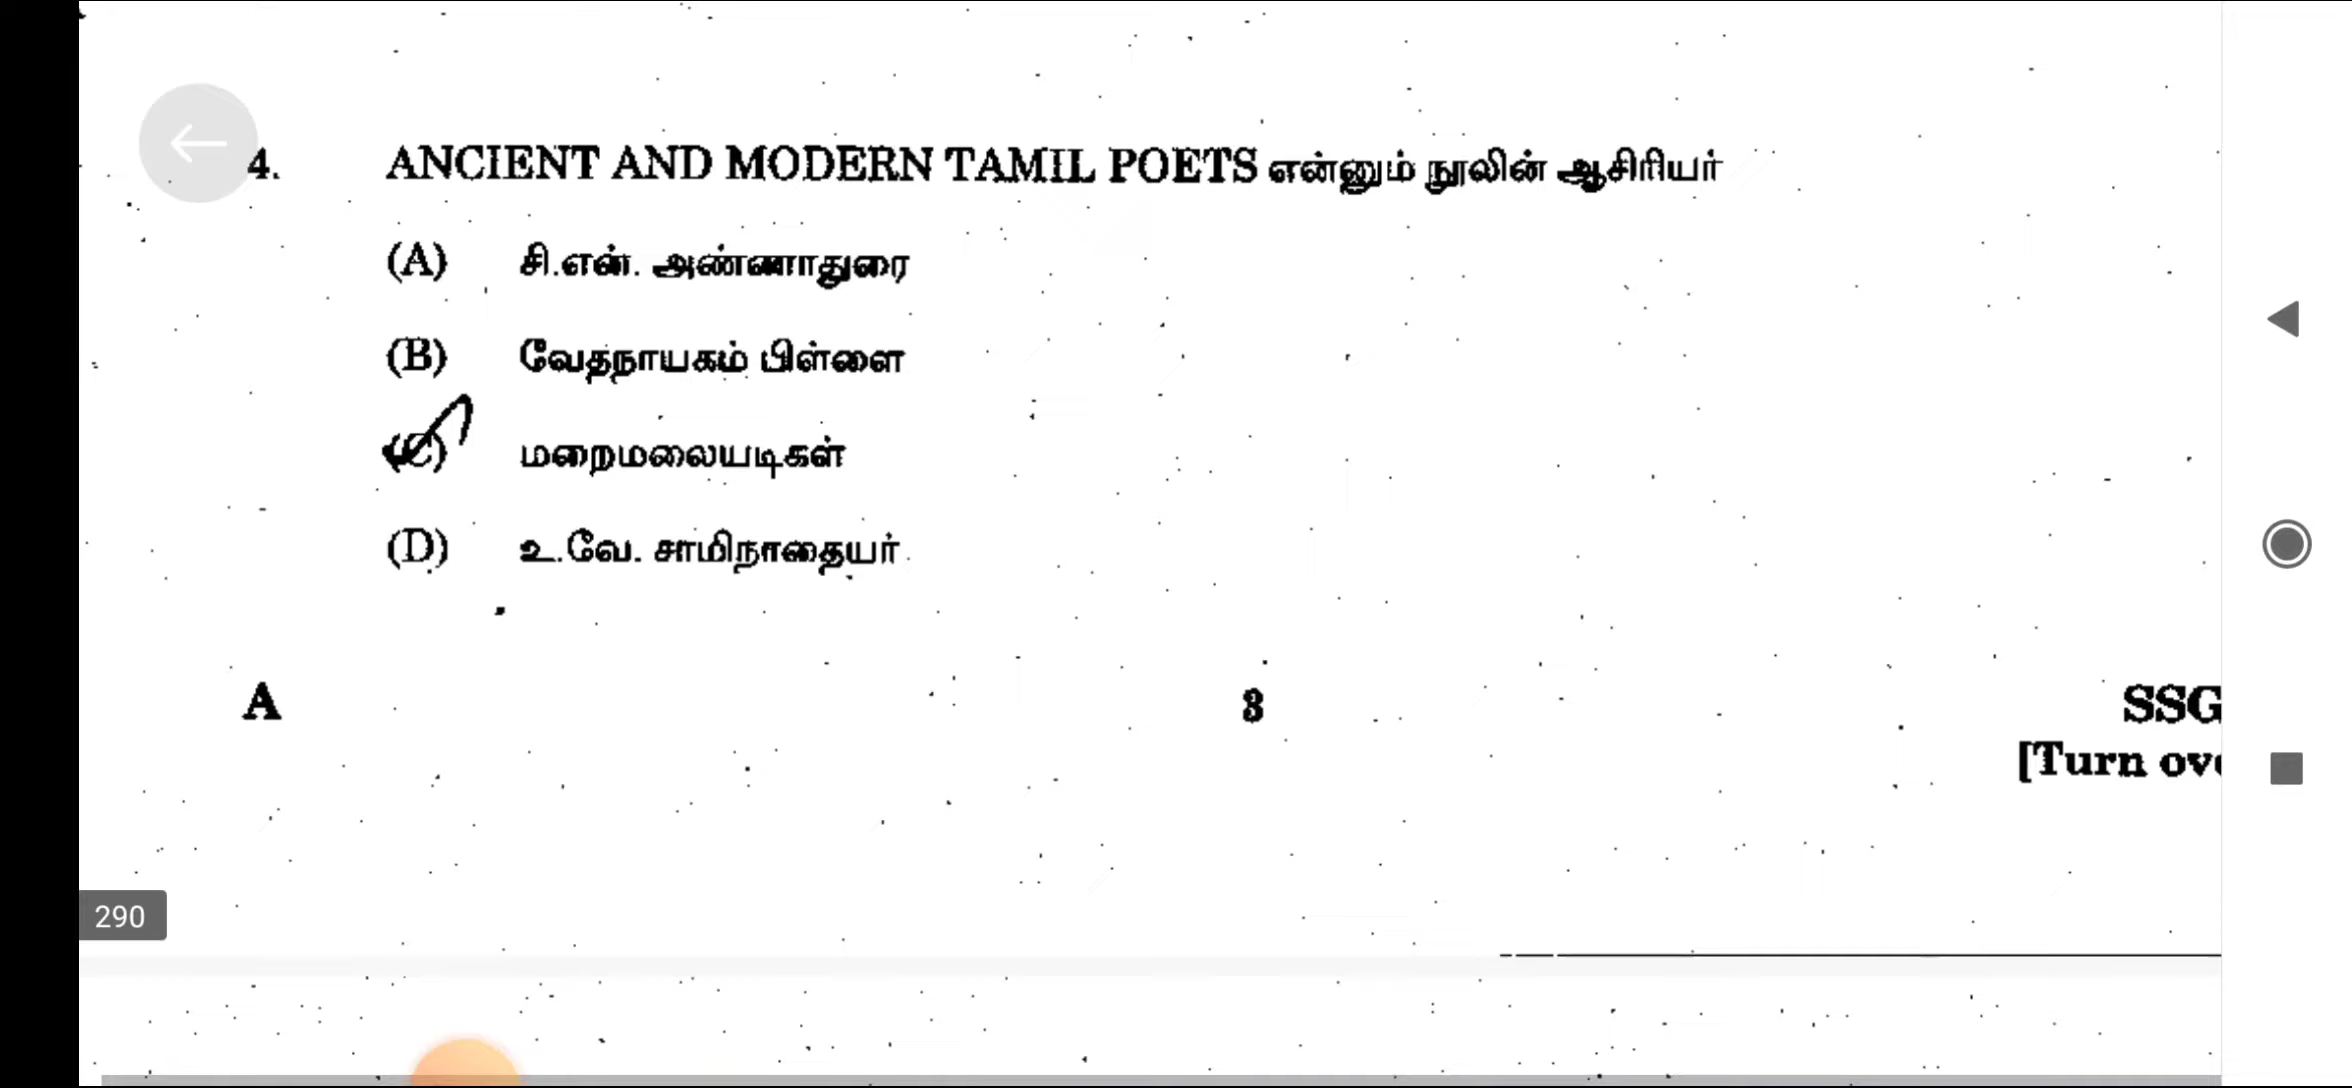 4. ANCIENT AND MODERN TAMIL POETS என்னும் நூலின் ஆசிரியர்
(A) சி.என். அண்ணாதுரை
(B) வேதநாயகம் பிள்ளை
(C) மறைமலையடிகள்
(D) உ.வே. சாமிநாதையர்
A 3 SSG
[Turn ov
290